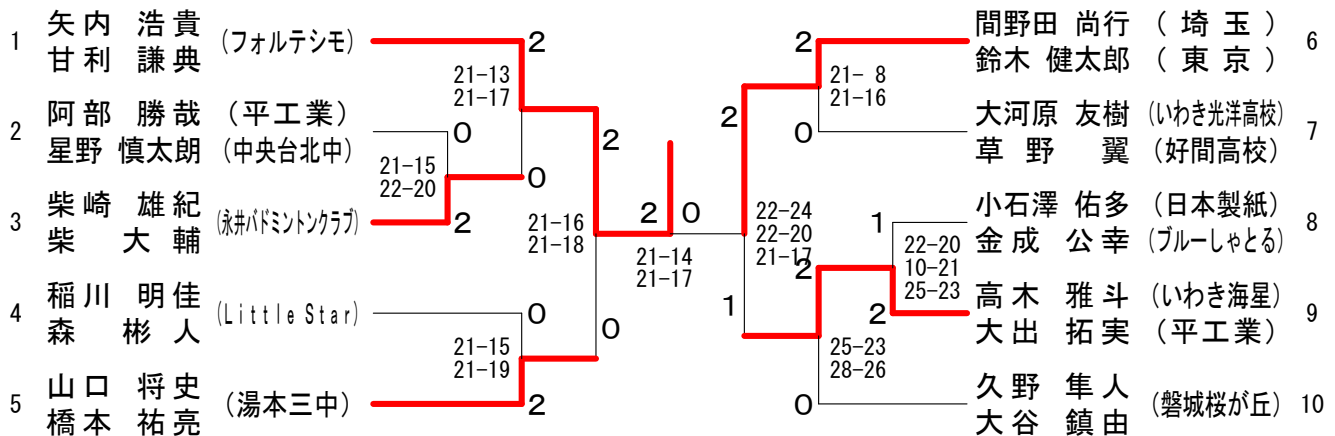 1 矢内 浩貴 (フォルテシモ)
甘利 謙典
2
21-13
21-17
2 阿部 勝哉 (平工業)
星野 慎太朗 (中央台北中)
0
21-15
22-20
0
3 柴崎 雄紀 (永井バドミントンクラブ)
柴 大輔
2
2
21-16
21-18
4 稲川 明佳 (Little Star)
森 彬人
0
21-15
21-19
0
5 山口 将史 (湯本三中)
橋本 祐亮
2
2 0
21-14
21-17
間野田 尚行 (埼玉) 6
鈴木 健太郎 (東京)
2
21- 8
21-16
2
大河原 友樹 (いわき光洋高校) 7
草野 翼 (好間高校)
0
22-24
22-20
21-17
小石澤 佑多 (日本製紙) 8
金成 公幸 (ブルーしゃとる)
1
22-20
10-21
25-23
2
1
高木 雅斗 (いわき海星) 9
大出 拓実 (平工業)
2
25-23
28-26
久野 隼人 (磐城桜が丘) 10
大谷 鎮由
0